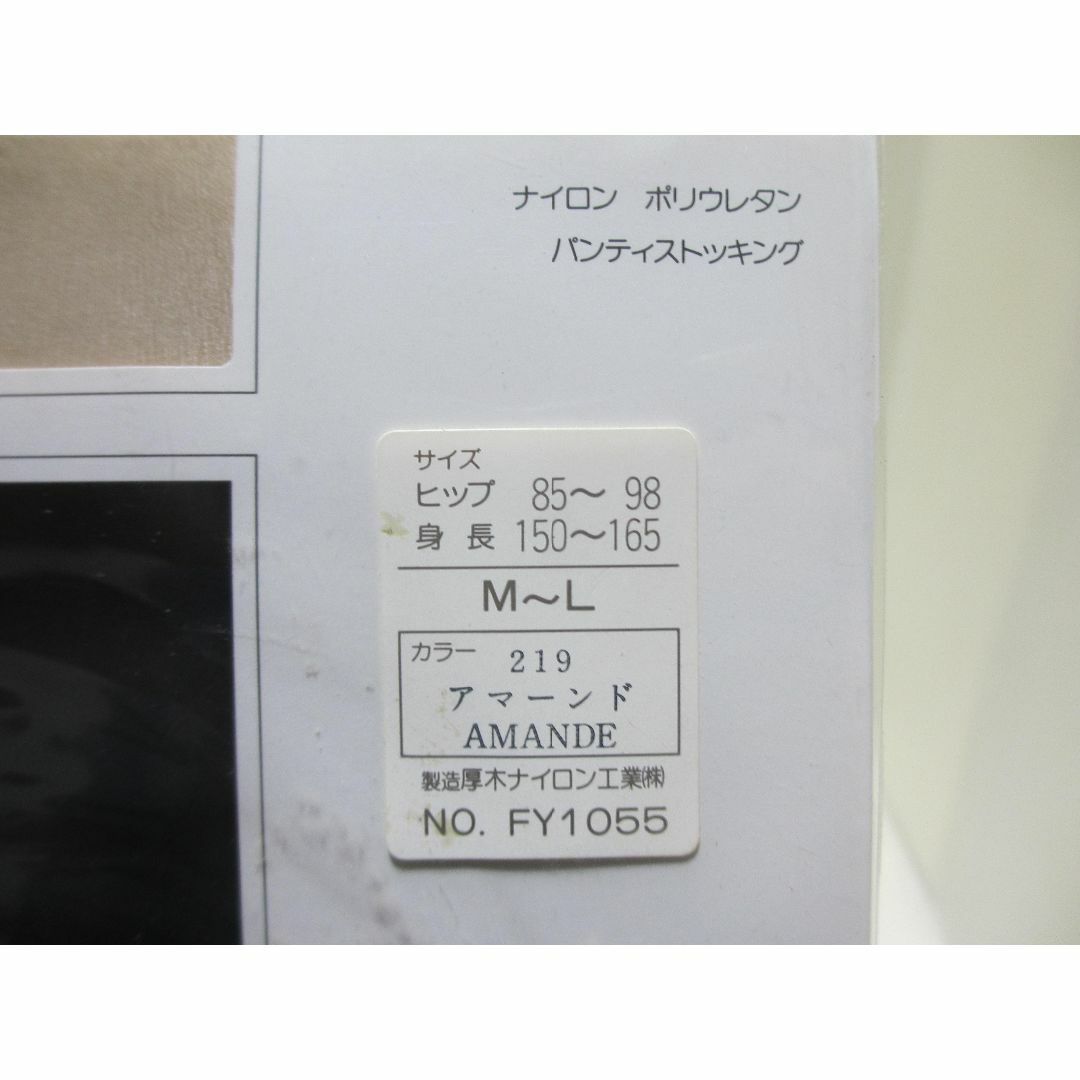 ナイロン ポリウレタン
パンティストッキング
サイズ
ヒップ 85～98
身長 150～165
M～L
カラー 219
アマーンド
AMANDE
製造厚木ナイロン工業㈱
NO. FY1055